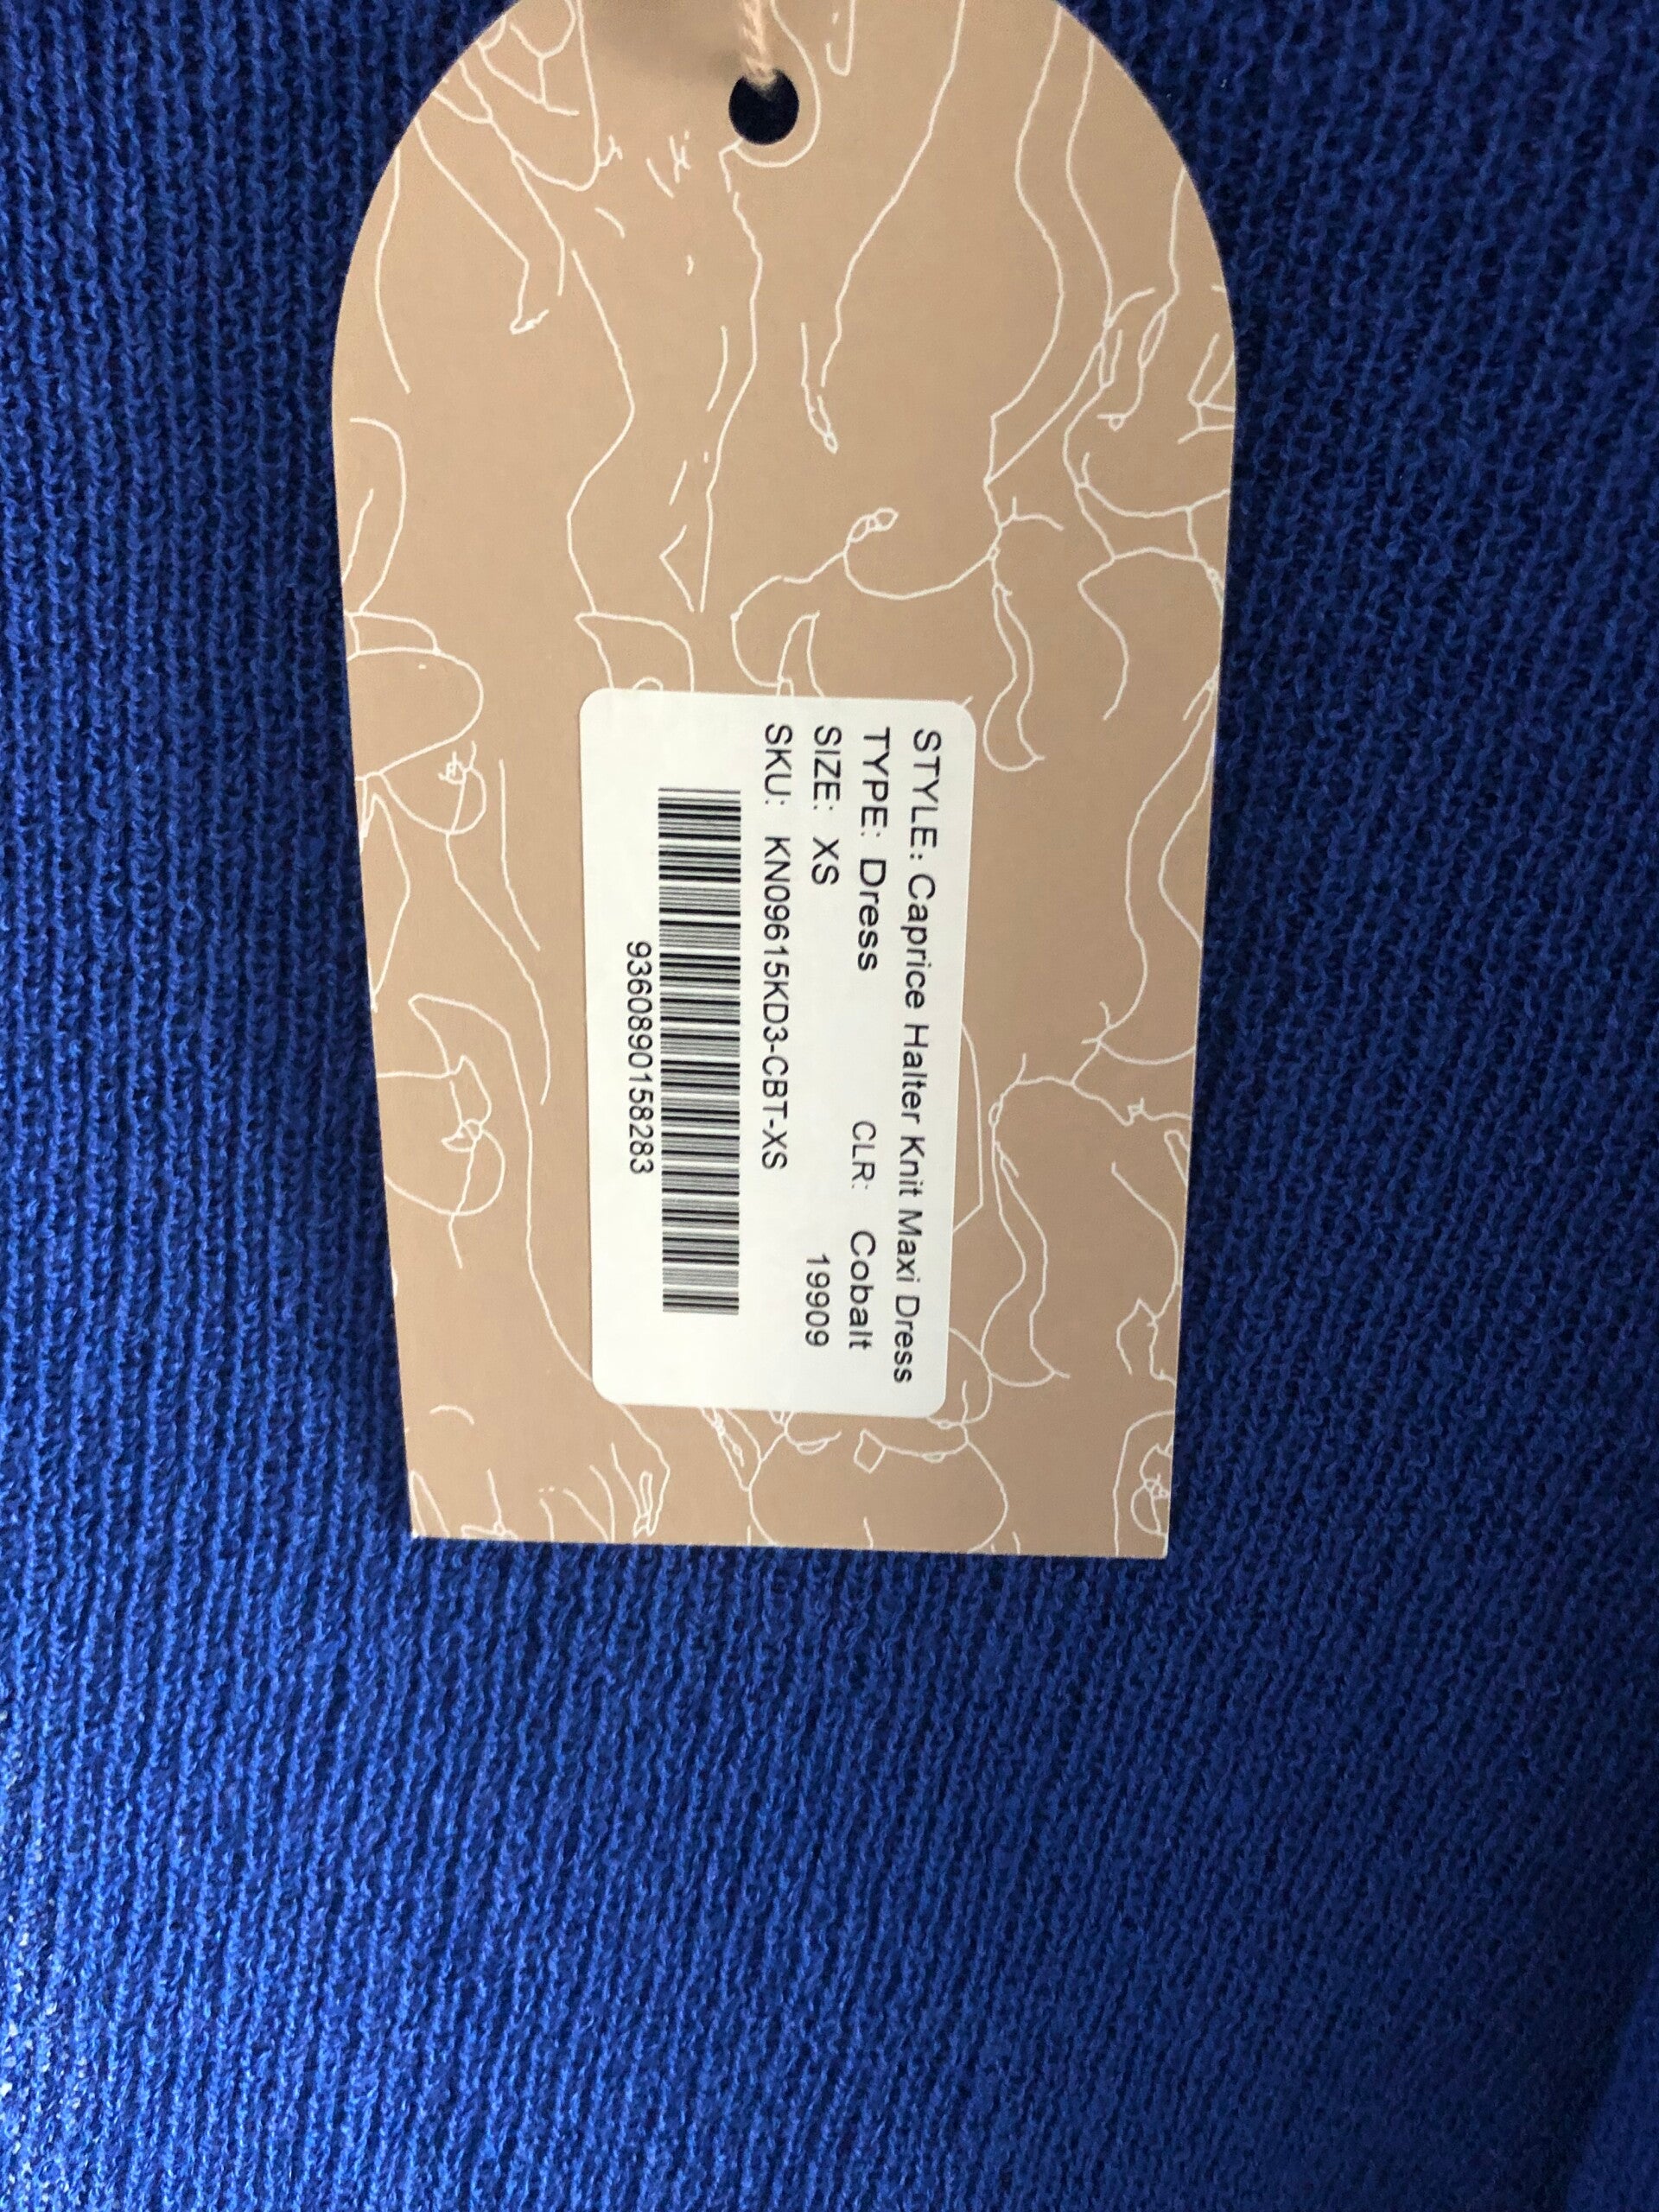 STYLE: Caprice Halter Knit Maxi Dress
TYPE: Dress CLR: Cobalt
SIZE: XS 19909
SKU: KN09615KD3-CBT-XS
9360890158283